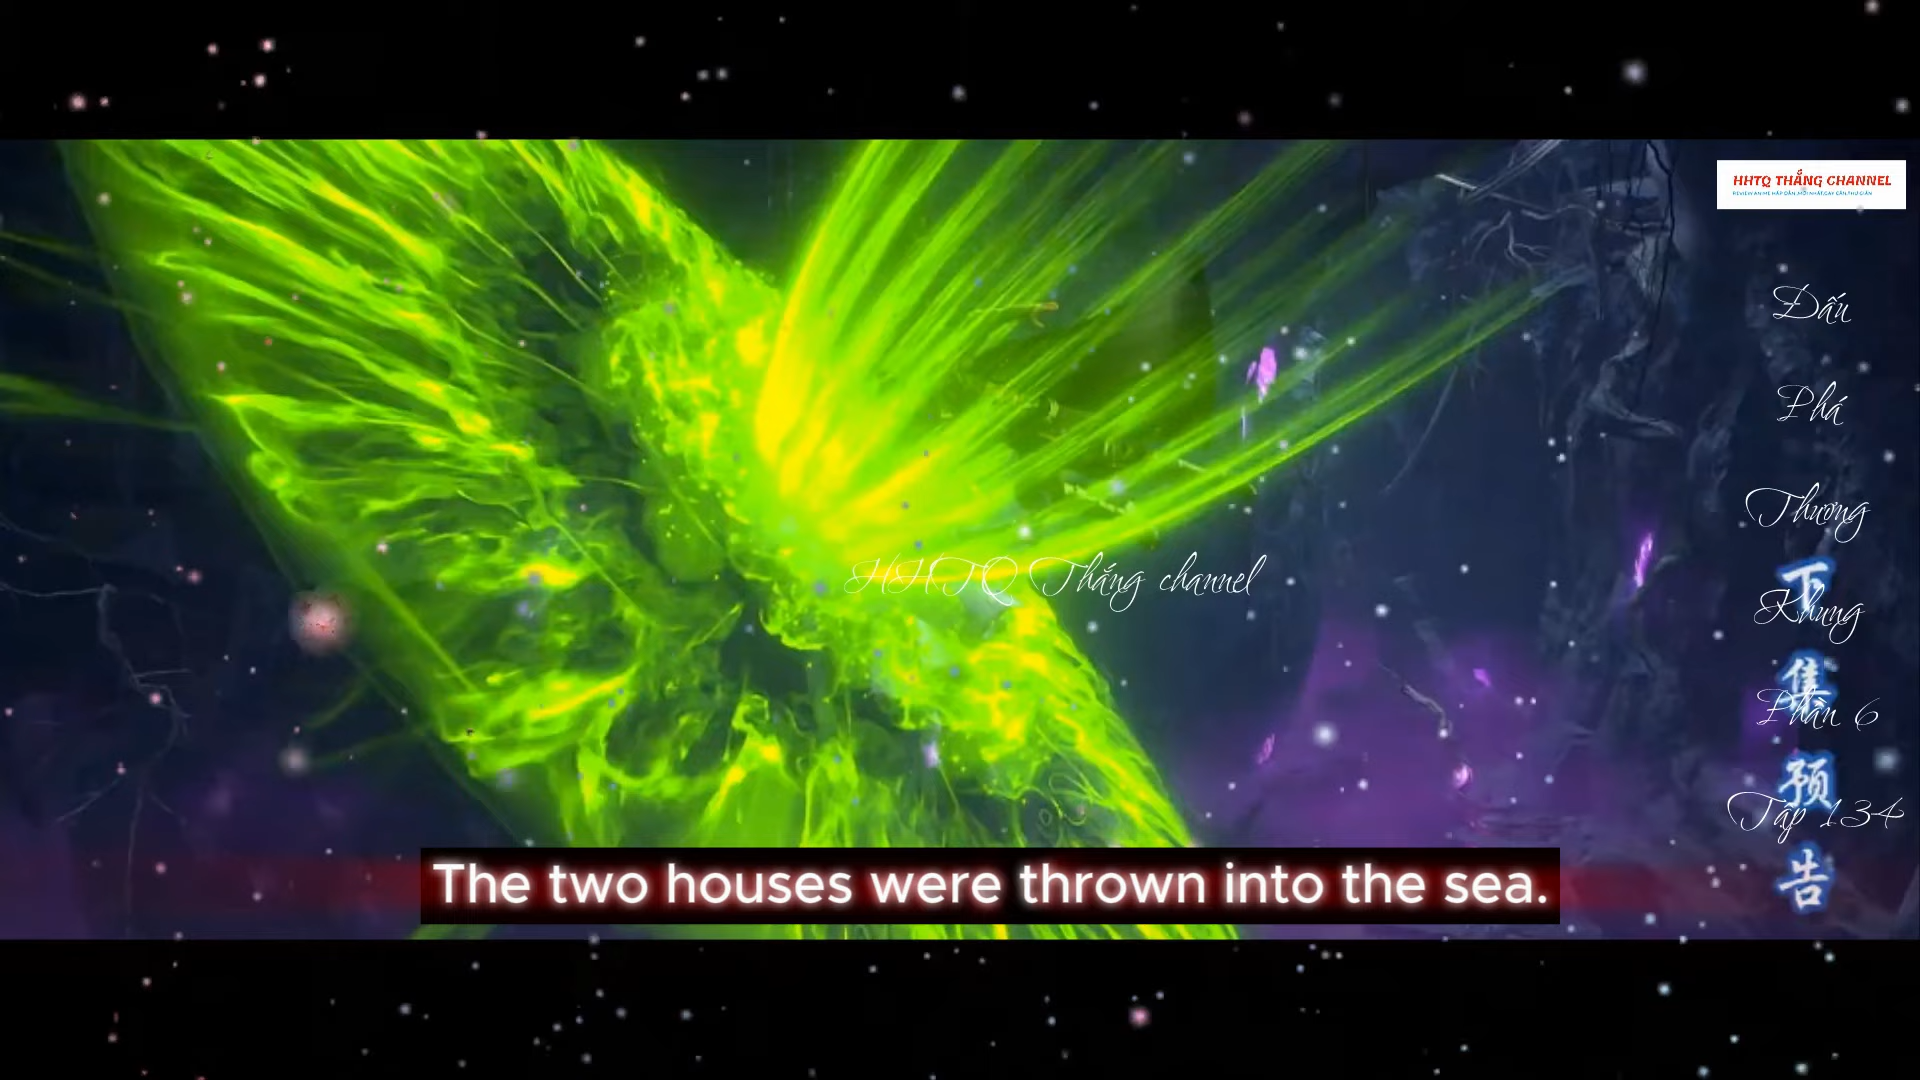 HHTQ THẮNG CHANNEL
Đấu
Phá
Thương
Khung
Phần 6
Tập 134
下集预告
HHTQ Thắng channel
The two houses were thrown into the sea.